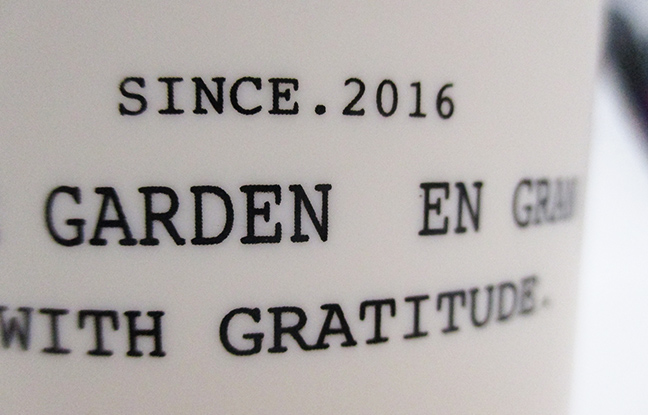 SINCE.2016
GARDEN EN
WITH GRATITUDE.